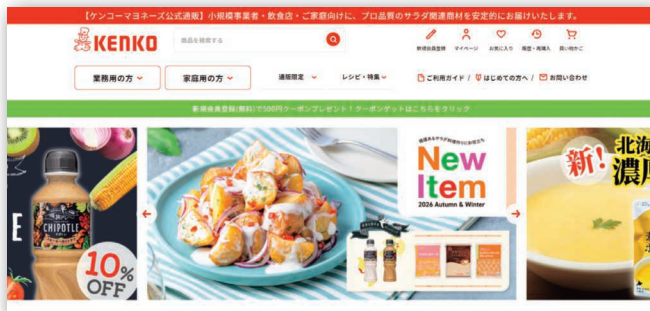 【ケンコーマヨネーズ公式通販】小規模事業者・飲食店・ご家庭向けに、プロ品質のサラダ関連商材を安定的にお届けいたします。
KENKO
商品を検索する
新規会員登録 マイページ お気に入り 履歴・再購入 買い物かご
業務用の方 家庭用の方 通販限定 レシピ・特集 ご利用ガイド / はじめての方へ / お問い合わせ
新規会員登録(無料)で500円クーポンプレゼント！クーポンゲットはこちらをクリック
E
CHIPOTLE
10%
OFF
New
Item
2026 Autumn & Winter
新!
北海
濃厚